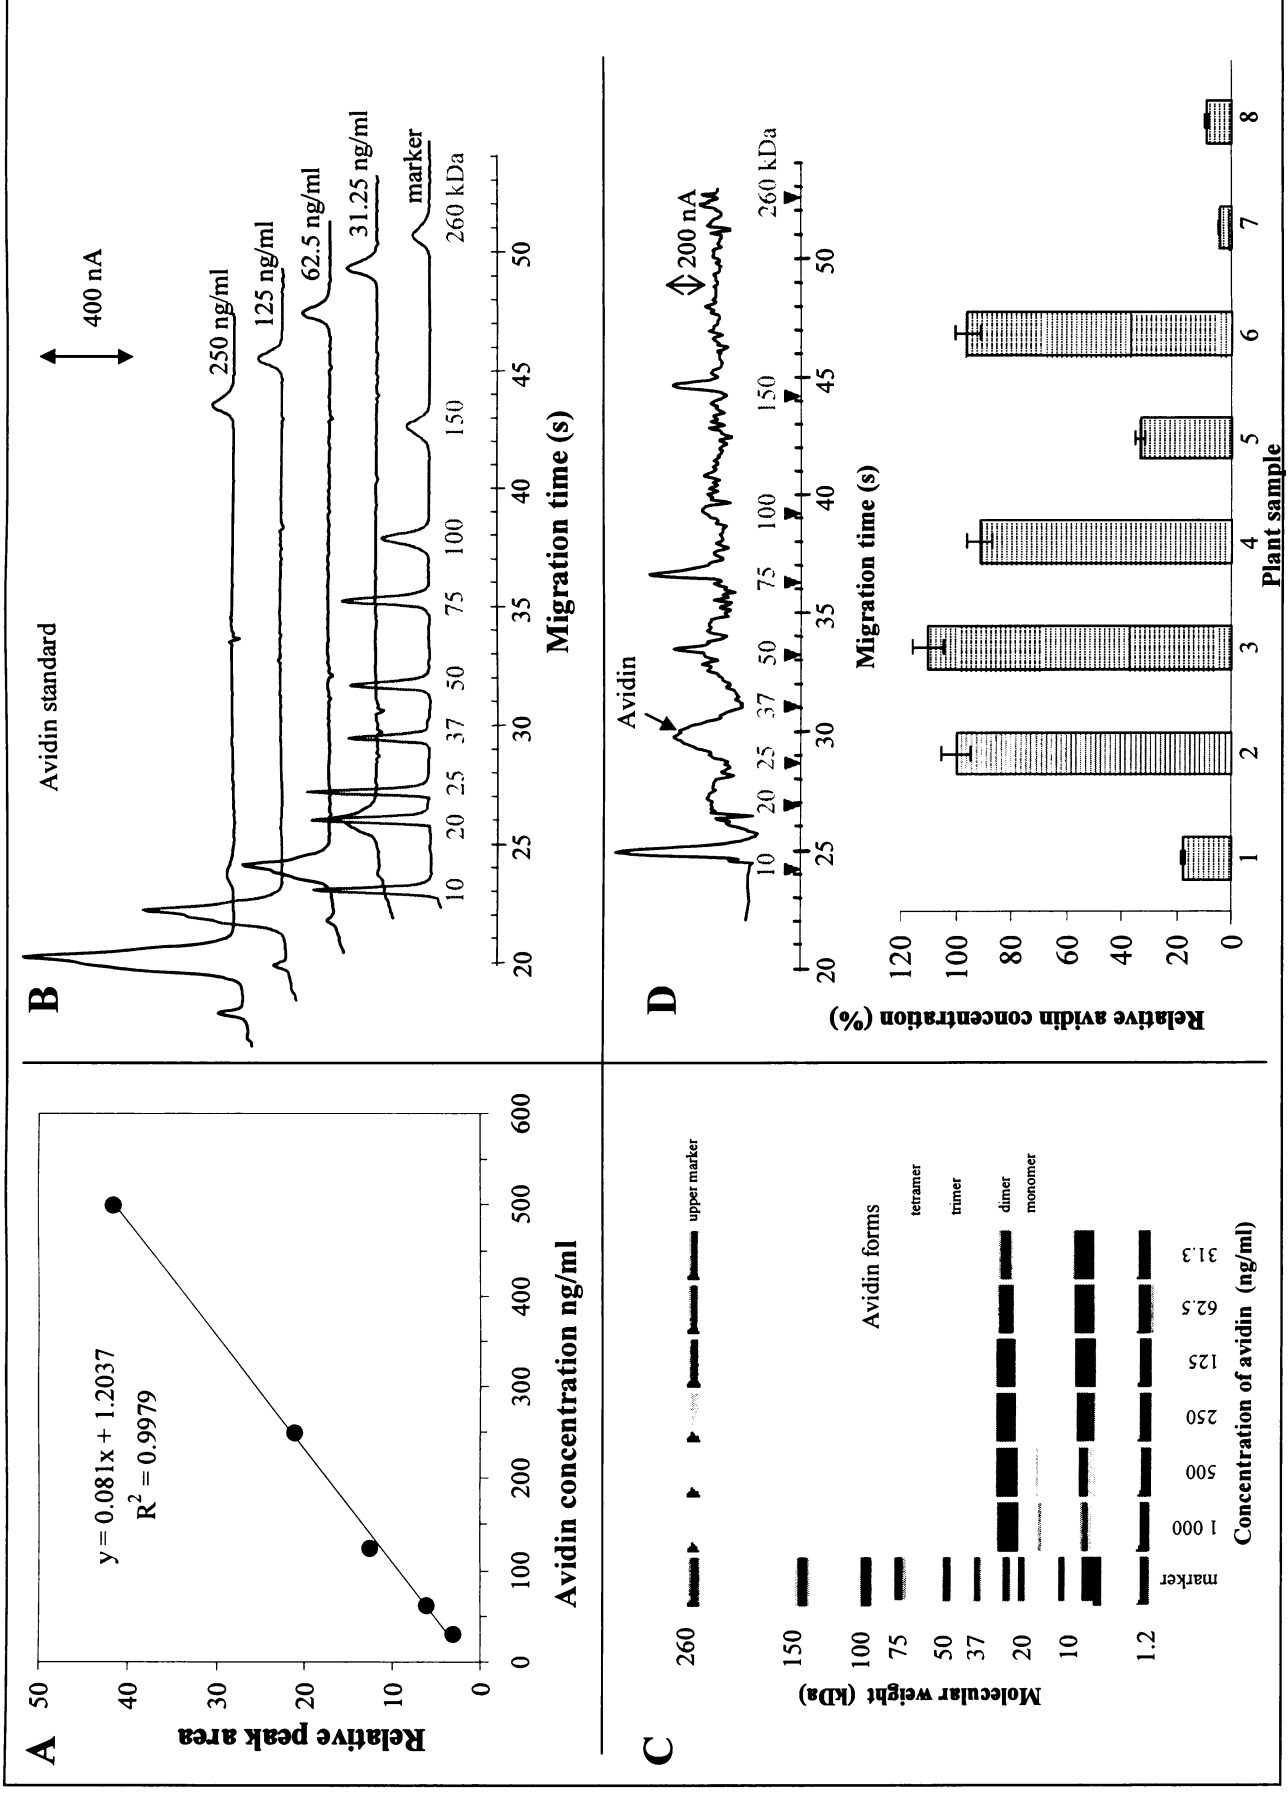 A
y = 0.081x + 1.2037
R² = 0.9979
Relative peak area
50
40
30
20
10
0
0 100 200 300 400 500 600
Avidin concentration ng/ml
B
Avidin standard
400 nA
250 ng/ml
125 ng/ml
62.5 ng/ml
31.25 ng/ml
marker
10 20 25 37 50 75 100 150 260 kDa
20 25 30 35 40 45 50
Migration time (s)
C
Molecular weight (kDa)
260
150
100
75
50
37
20
10
1.2
upper marker
Avidin forms
tetramer
trimer
dimer
monomer
marker 1 000 500 250 125 62.5 31.3
Concentration of avidin (ng/ml)
D
Avidin
200 nA
10 20 25 37 50 75 100 150 260 kDa
20 25 30 35 40 45 50
Migration time (s)
Relative avidin concentration (%)
120
100
80
60
40
20
0
1 2 3 4 5 6 7 8
Plant sample